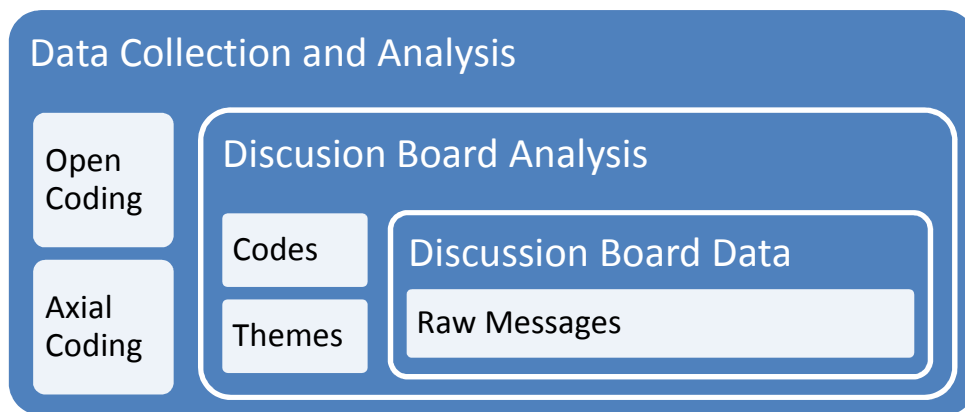 Data Collection and Analysis
Open
Coding
Axial
Coding
Discusion Board Analysis
Codes
Themes
Discussion Board Data
Raw Messages